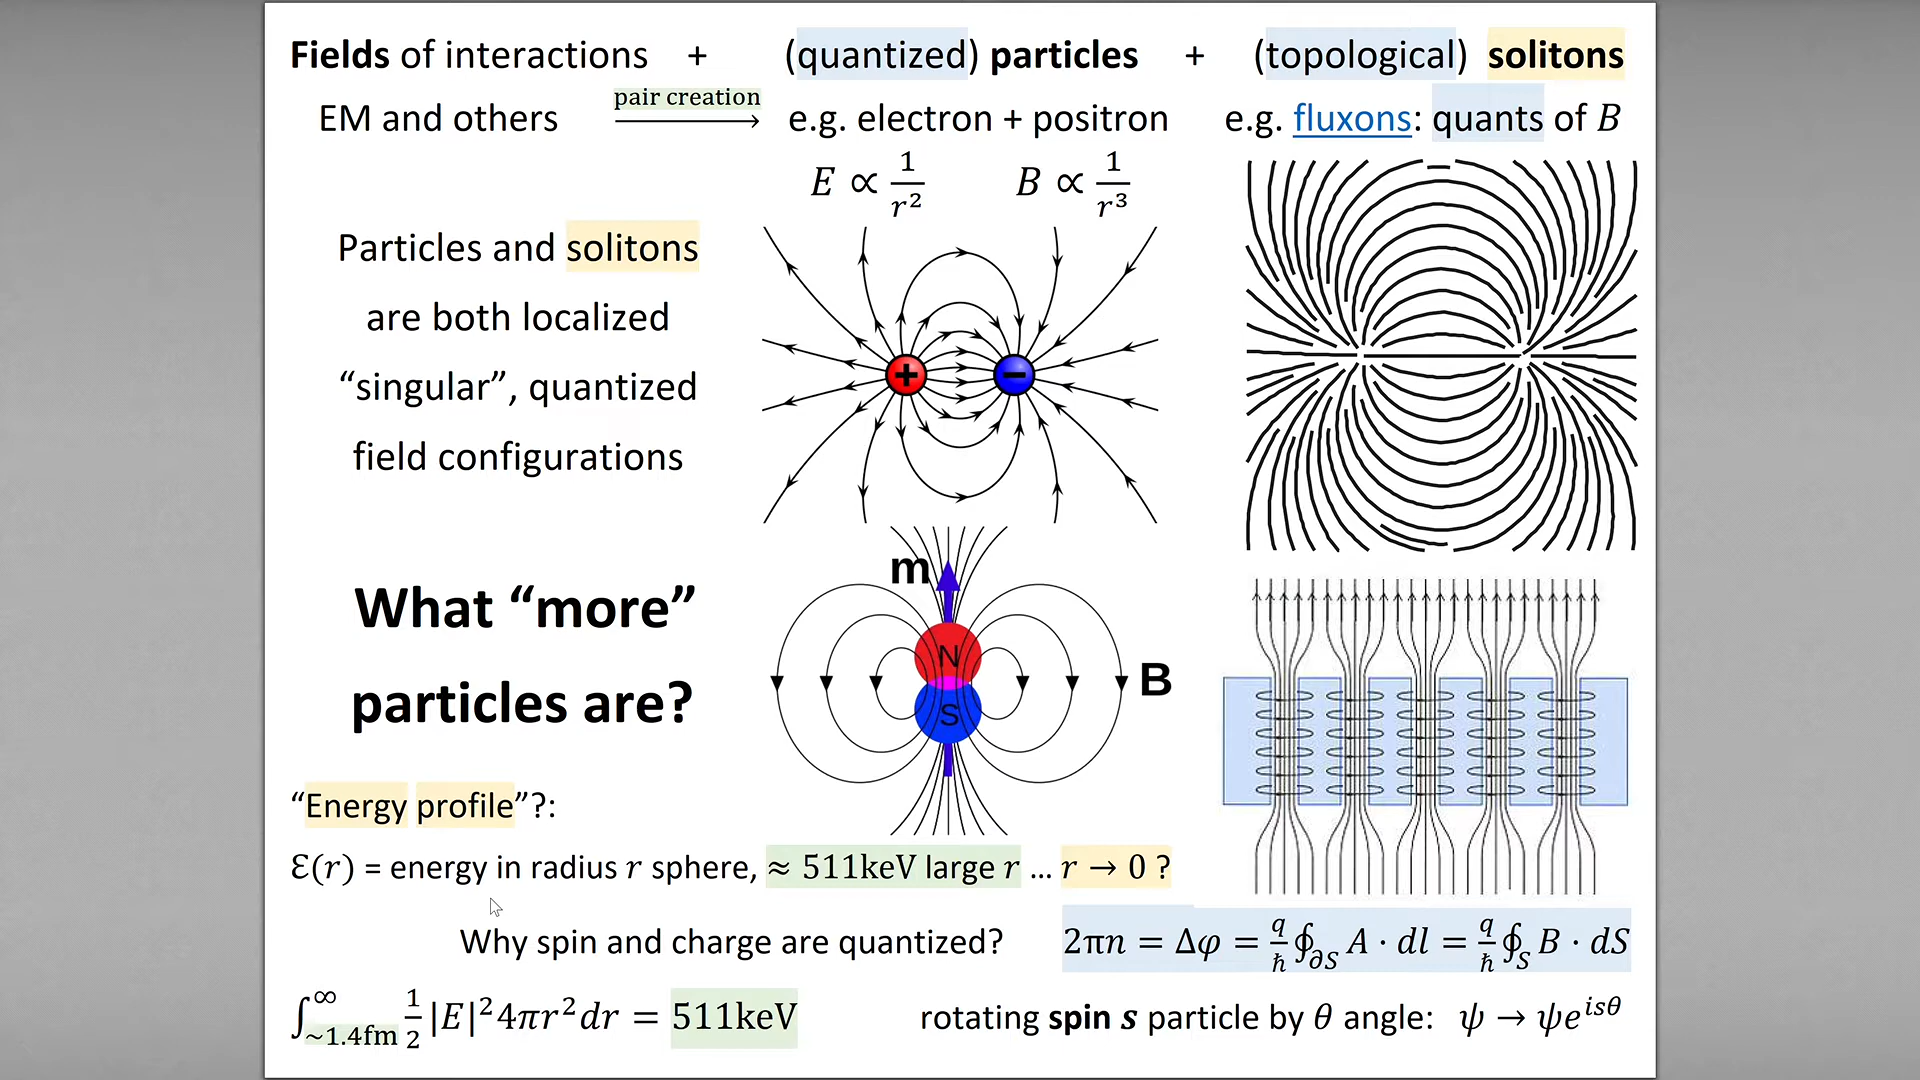 Fields of interactions + (quantized) particles + (topological) solitons
EM and others pair creation ⟶ e.g. electron + positron e.g. fluxons: quants of B
E ∝ 1/r² B ∝ 1/r³
Particles and solitons
are both localized
“singular”, quantized
field configurations
+ −
What “more”
particles are?
m
N
S
B
“Energy profile”?:
Ɛ(r) = energy in radius r sphere, ≈ 511keV large r ... r → 0 ?
Why spin and charge are quantized? 2πn = Δφ = q/ħ ∮∂S A · dl = q/ħ ∮S B · dS
∫~1.4fm^∞ 1/2 |E|²4πr²dr = 511keV rotating spin s particle by θ angle: ψ → ψe^{isθ}